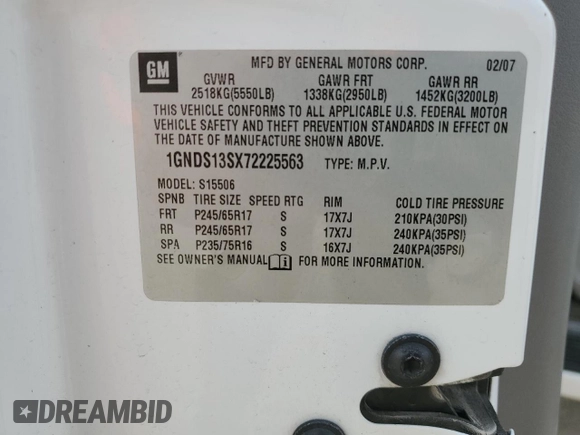 GM
MFD BY GENERAL MOTORS CORP. 02/07
GVWR GAWR FRT GAWR RR
2518KG(5550LB) 1338KG(2950LB) 1452KG(3200LB)
THIS VEHICLE CONFORMS TO ALL APPLICABLE U.S. FEDERAL MOTOR
VEHICLE SAFETY AND THEFT PREVENTION STANDARDS IN EFFECT ON
THE DATE OF MANUFACTURE SHOWN ABOVE.
1GNDS13SX72225563 TYPE: M.P.V.
MODEL: S15506
SPNB TIRE SIZE SPEED RTG RIM COLD TIRE PRESSURE
FRT P245/65R17 S 17X7J 210KPA(30PSI)
RR P245/65R17 S 17X7J 240KPA(35PSI)
SPA P235/75R16 S 16X7J 240KPA(35PSI)
SEE OWNER'S MANUAL i FOR MORE INFORMATION.
DREAMBID